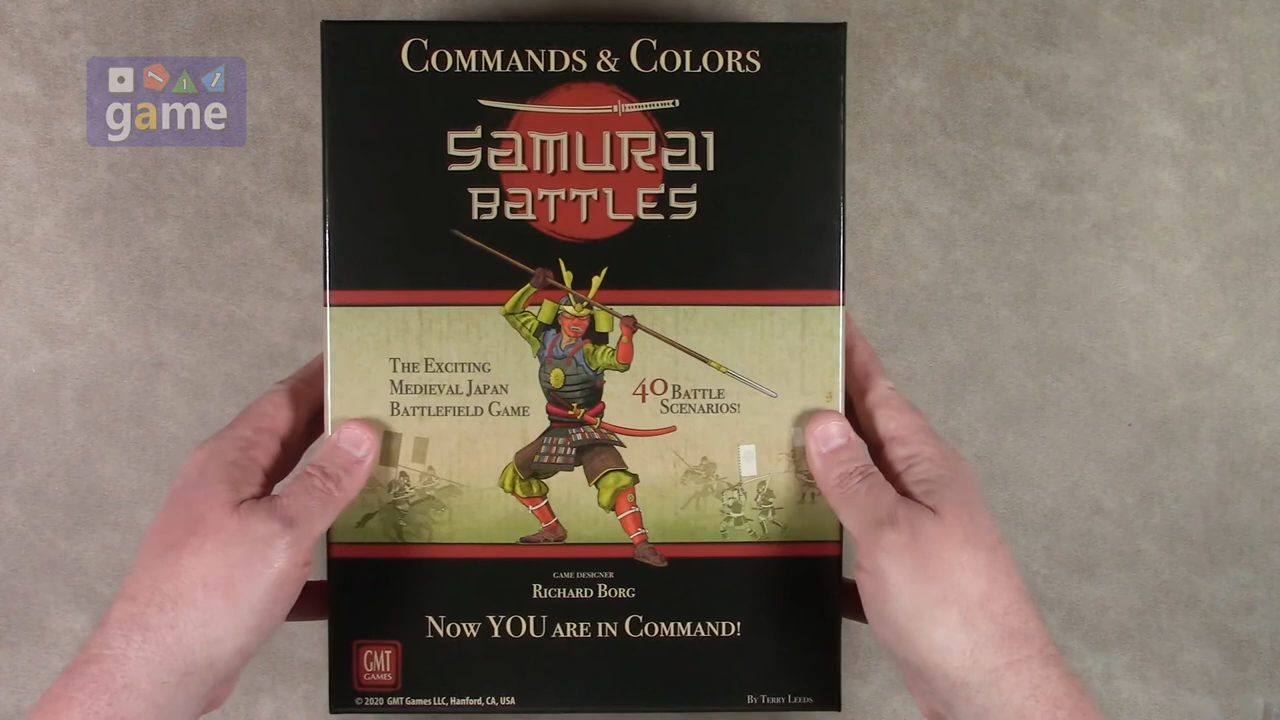 game
COMMANDS & COLORS
SAMURAI
BATTLES
THE EXCITING
MEDIEVAL JAPAN
BATTLEFIELD GAME
40 BATTLE
SCENARIOS!
GAME DESIGNER
RICHARD BORG
NOW YOU ARE IN COMMAND!
GMT
GAMES
© 2020 GMT Games LLC, Hanford, CA, USA
BY TERRY LEEDS